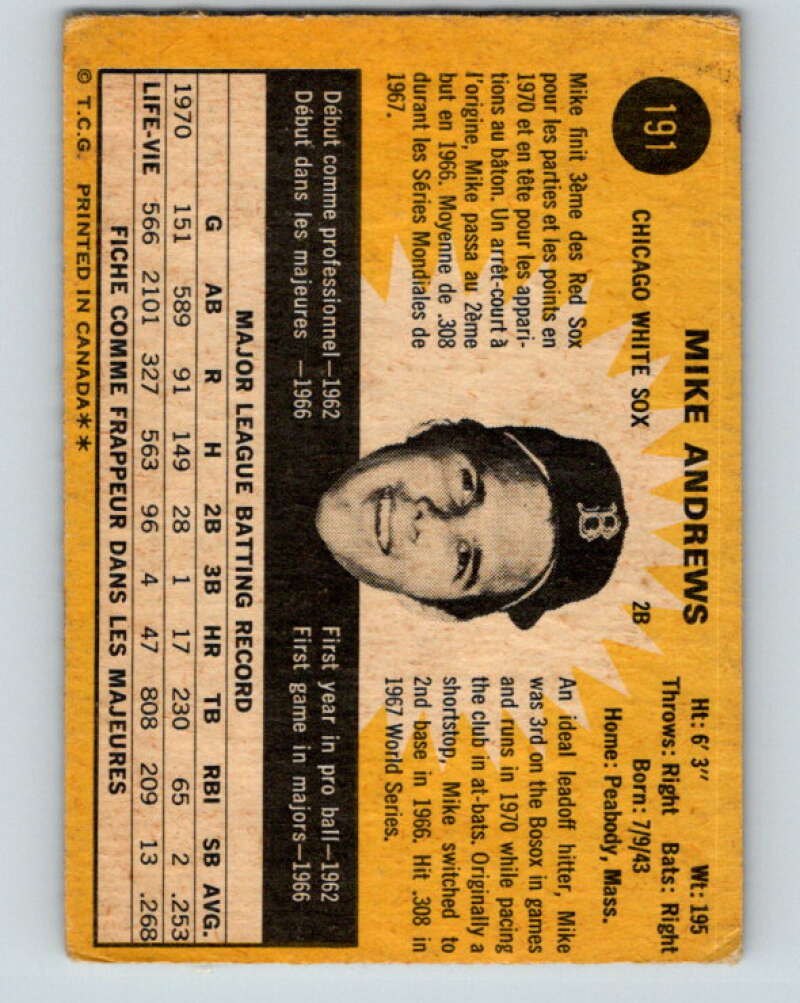 191
MIKE ANDREWS
CHICAGO WHITE SOX 2B
Ht: 6' 3" Wt: 195
Throws: Right Bats: Right
Born: 7/9/43
Home: Peabody, Mass.
Mike finit 3ème des Red Sox
pour les parties et les points en
1970 et en tête pour les appari-
tions au bâton. Un arrêt-court à
l'origine, Mike passa au 2ème
but en 1966. Moyenne de .308
durant les Séries Mondiales de
1967.
B
An ideal leadoff hitter, Mike
was 3rd on the Bosox in games
and runs in 1970 while pacing
the club in at-bats. Originally a
shortstop, Mike switched to
2nd base in 1966. Hit .308 in
1967 World Series.
Début comme professionnel—1962 First year in pro ball—1962
Début dans les majeures —1966 First game in majors—1966
MAJOR LEAGUE BATTING RECORD
G AB R H 2B 3B HR TB RBI SB AVG.
1970 151 589 91 149 28 1 17 230 65 2 .253
LIFE-VIE 566 2101 327 563 96 4 47 808 209 13 .268
FICHE COMME FRAPPEUR DANS LES MAJEURES
© T.C.G. PRINTED IN CANADA**